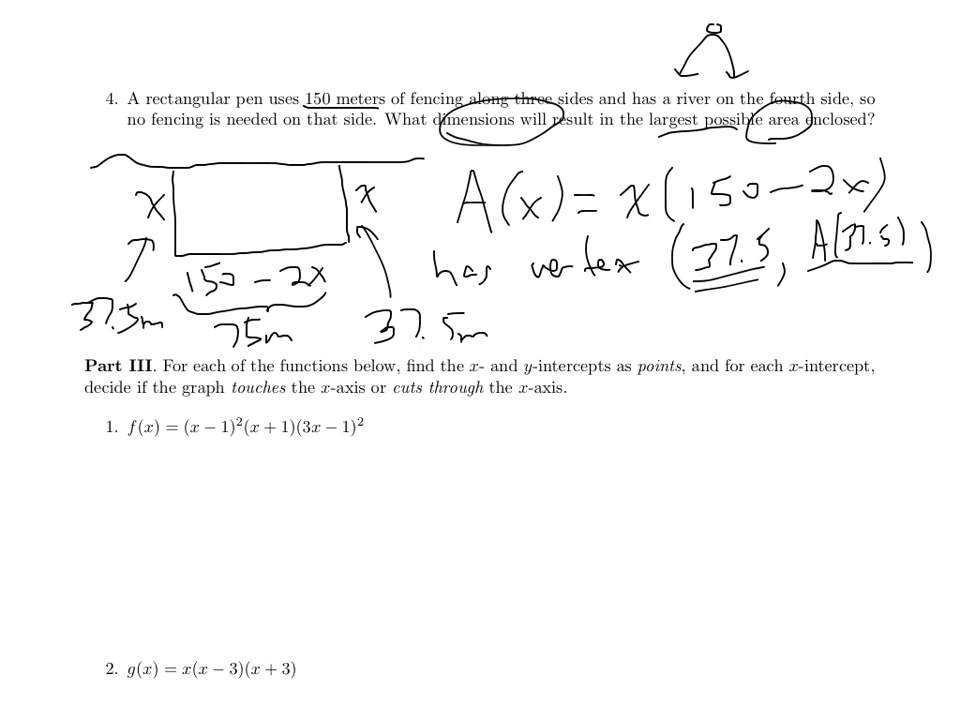 4. A rectangular pen uses 150 meters of fencing along three sides and has a river on the fourth side, so
no fencing is needed on that side. What dimensions will result in the largest possible area enclosed?
x x A(x) = x(150-2x)
has vertex (37.5, A(37.5))
150 - 2x
37.5m 75m 37.5m
Part III. For each of the functions below, find the x- and y-intercepts as points, and for each x-intercept,
decide if the graph touches the x-axis or cuts through the x-axis.
1. f(x) = (x − 1)²(x + 1)(3x − 1)²
2. g(x) = x(x − 3)(x + 3)